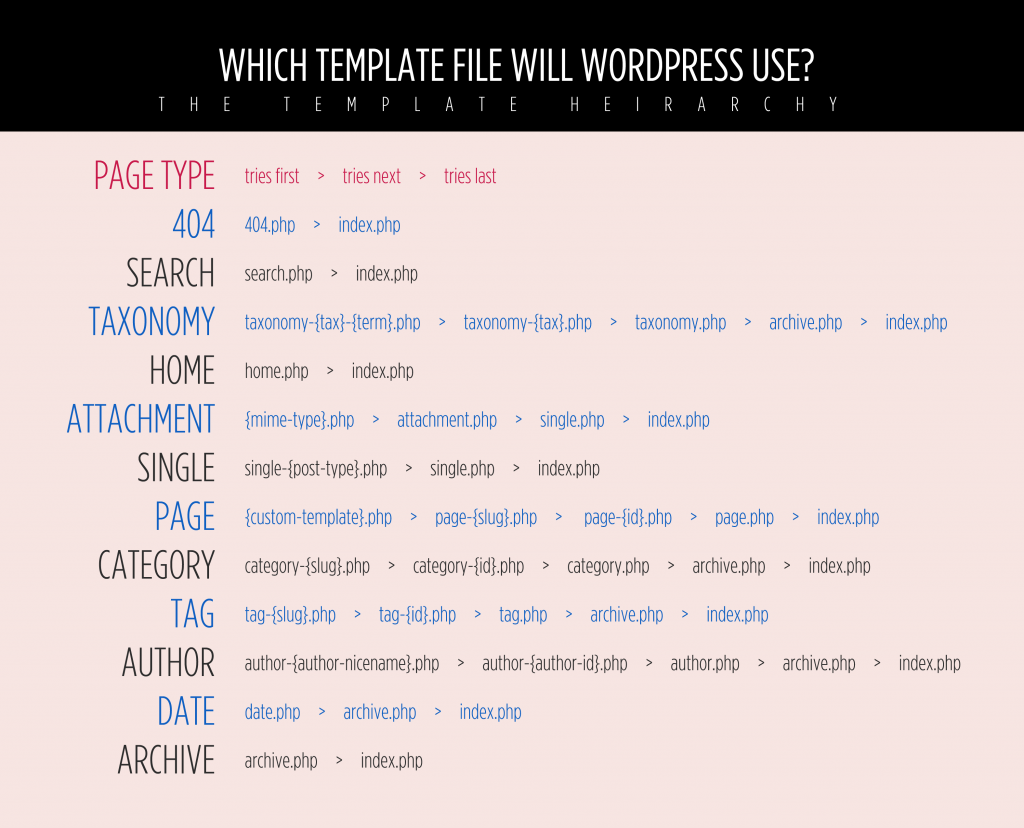 WHICH TEMPLATE FILE WILL WORDPRESS USE?
THE TEMPLATE HEIRARCHY
PAGE TYPE tries first > tries next > tries last
404 404.php > index.php
SEARCH search.php > index.php
TAXONOMY taxonomy-{tax}-{term}.php > taxonomy-{tax}.php > taxonomy.php > archive.php > index.php
HOME home.php > index.php
ATTACHMENT {mime-type}.php > attachment.php > single.php > index.php
SINGLE single-{post-type}.php > single.php > index.php
PAGE {custom-template}.php > page-{slug}.php > page-{id}.php > page.php > index.php
CATEGORY category-{slug}.php > category-{id}.php > category.php > archive.php > index.php
TAG tag-{slug}.php > tag-{id}.php > tag.php > archive.php > index.php
AUTHOR author-{author-nicename}.php > author-{author-id}.php > author.php > archive.php > index.php
DATE date.php > archive.php > index.php
ARCHIVE archive.php > index.php